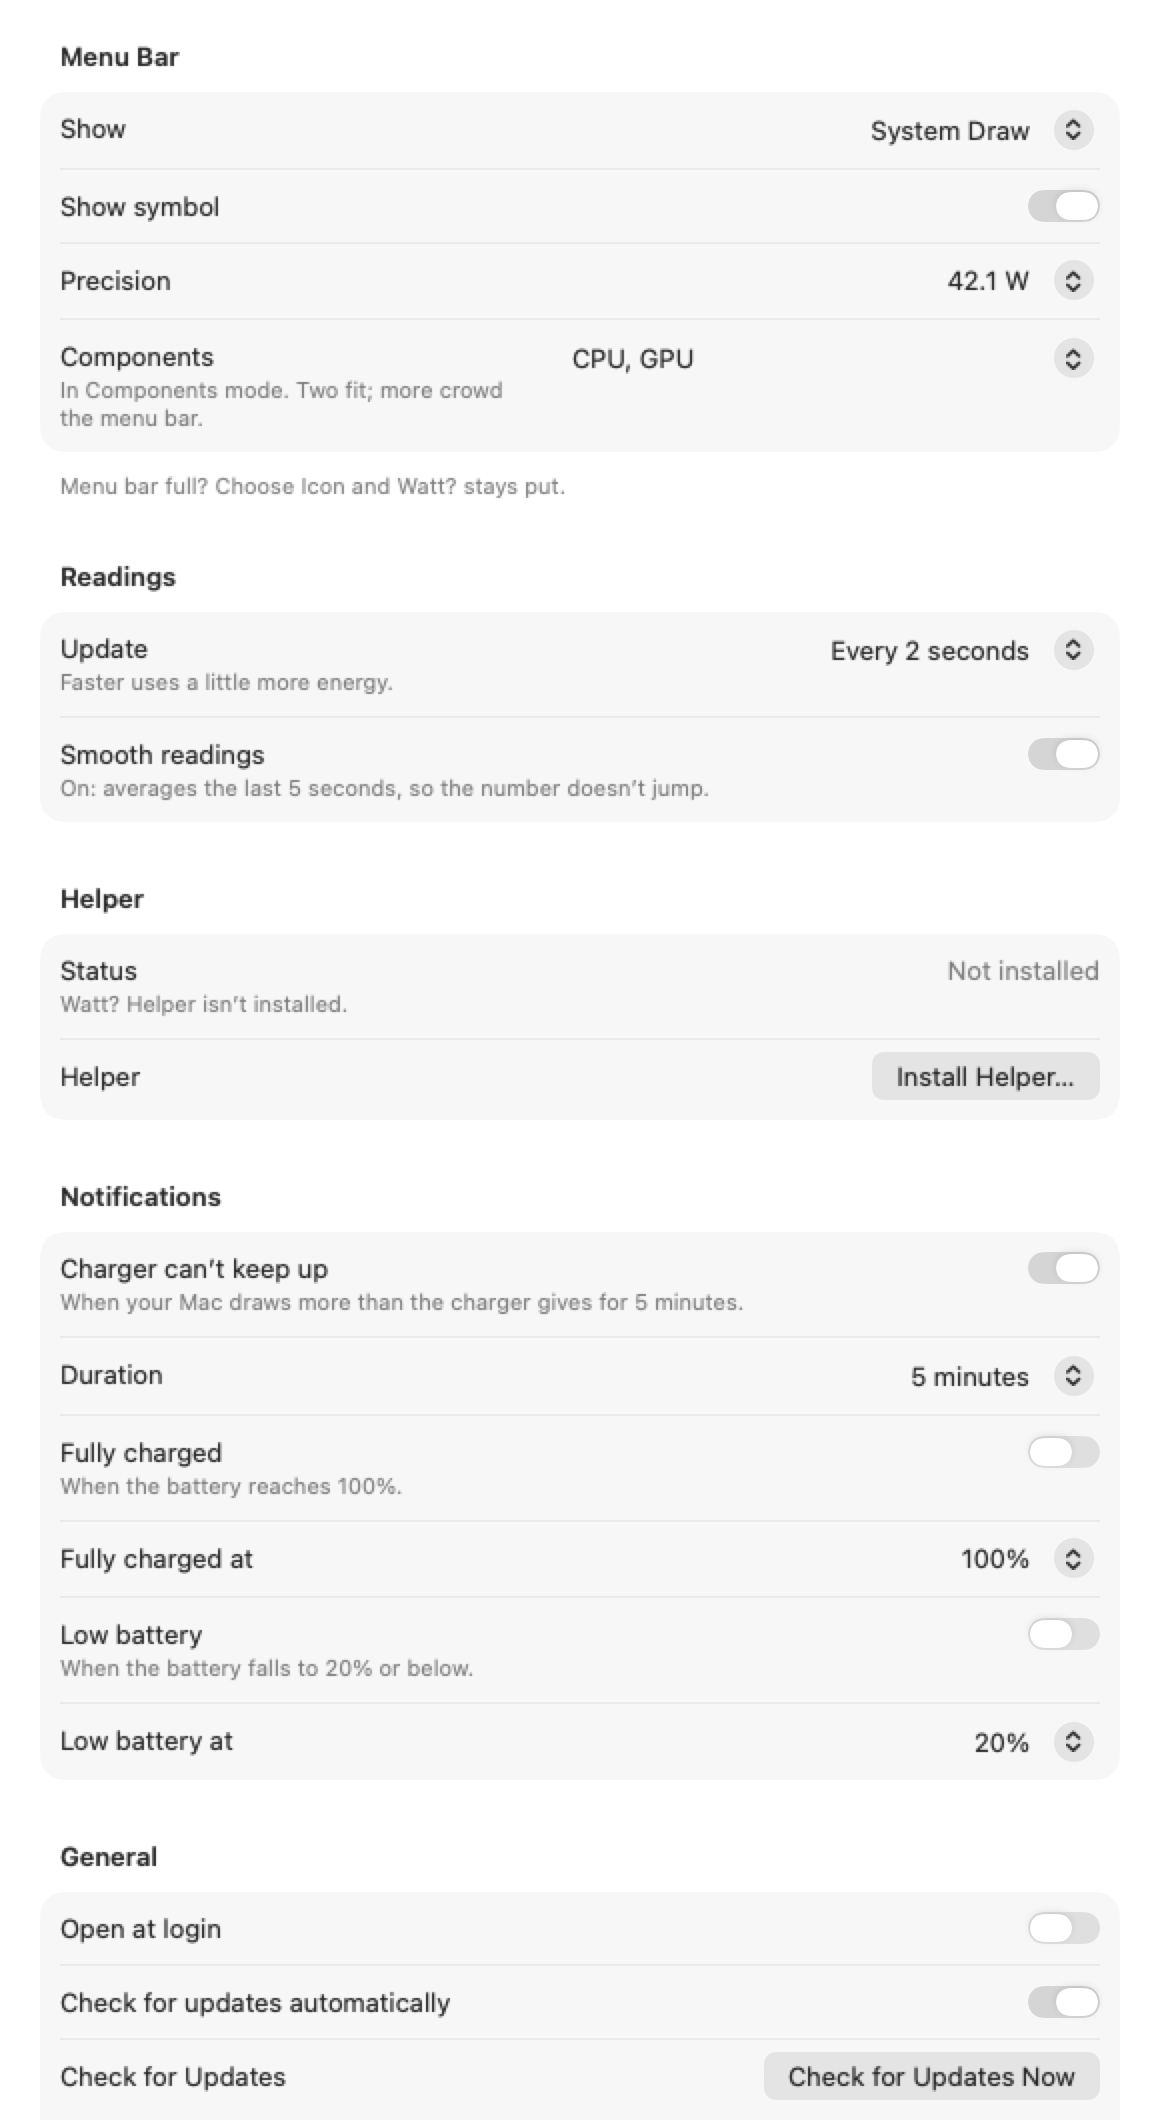 Menu Bar
Show
System Draw
Show symbol
Precision
42.1 W
Components
CPU, GPU
In Components mode. Two fit; more crowd
the menu bar.
Menu bar full? Choose Icon and Watt? stays put.
Readings
Update
Every 2 seconds
Faster uses a little more energy.
Smooth readings
On: averages the last 5 seconds, so the number doesn’t jump.
Helper
Status
Not installed
Watt? Helper isn’t installed.
Helper
Install Helper...
Notifications
Charger can’t keep up
When your Mac draws more than the charger gives for 5 minutes.
Duration
5 minutes
Fully charged
When the battery reaches 100%.
Fully charged at
100%
Low battery
When the battery falls to 20% or below.
Low battery at
20%
General
Open at login
Check for updates automatically
Check for Updates
Check for Updates Now